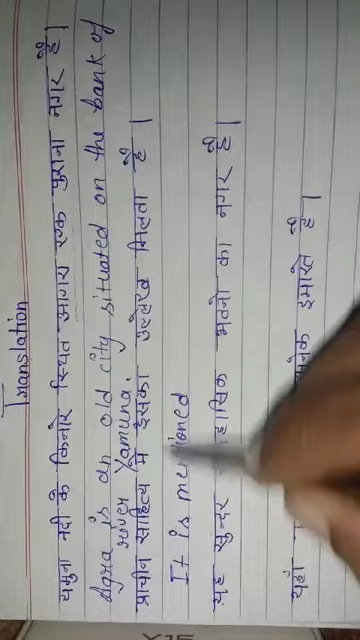 Translation
यमुना नदी के किनारे स्थित आगरा एक पुराना नगर है |
Agra is an old city situated on the bank of
river Yamuna.
प्राचीन साहित्य में इसका उल्लेख मिलता है |
It is mentioned
यह सुन्दर हासिक भवनो का नगर है |
यहाँ अनेक इमारते है |